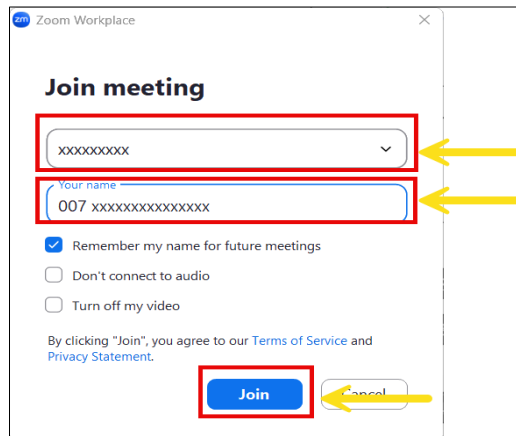 zm Zoom Workplace
Join meeting
xxxxxxxxx
Your name
007 xxxxxxxxxxxxxxx
Remember my name for future meetings
Don't connect to audio
Turn off my video
By clicking "Join", you agree to our Terms of Service and
Privacy Statement.
Join Cancel